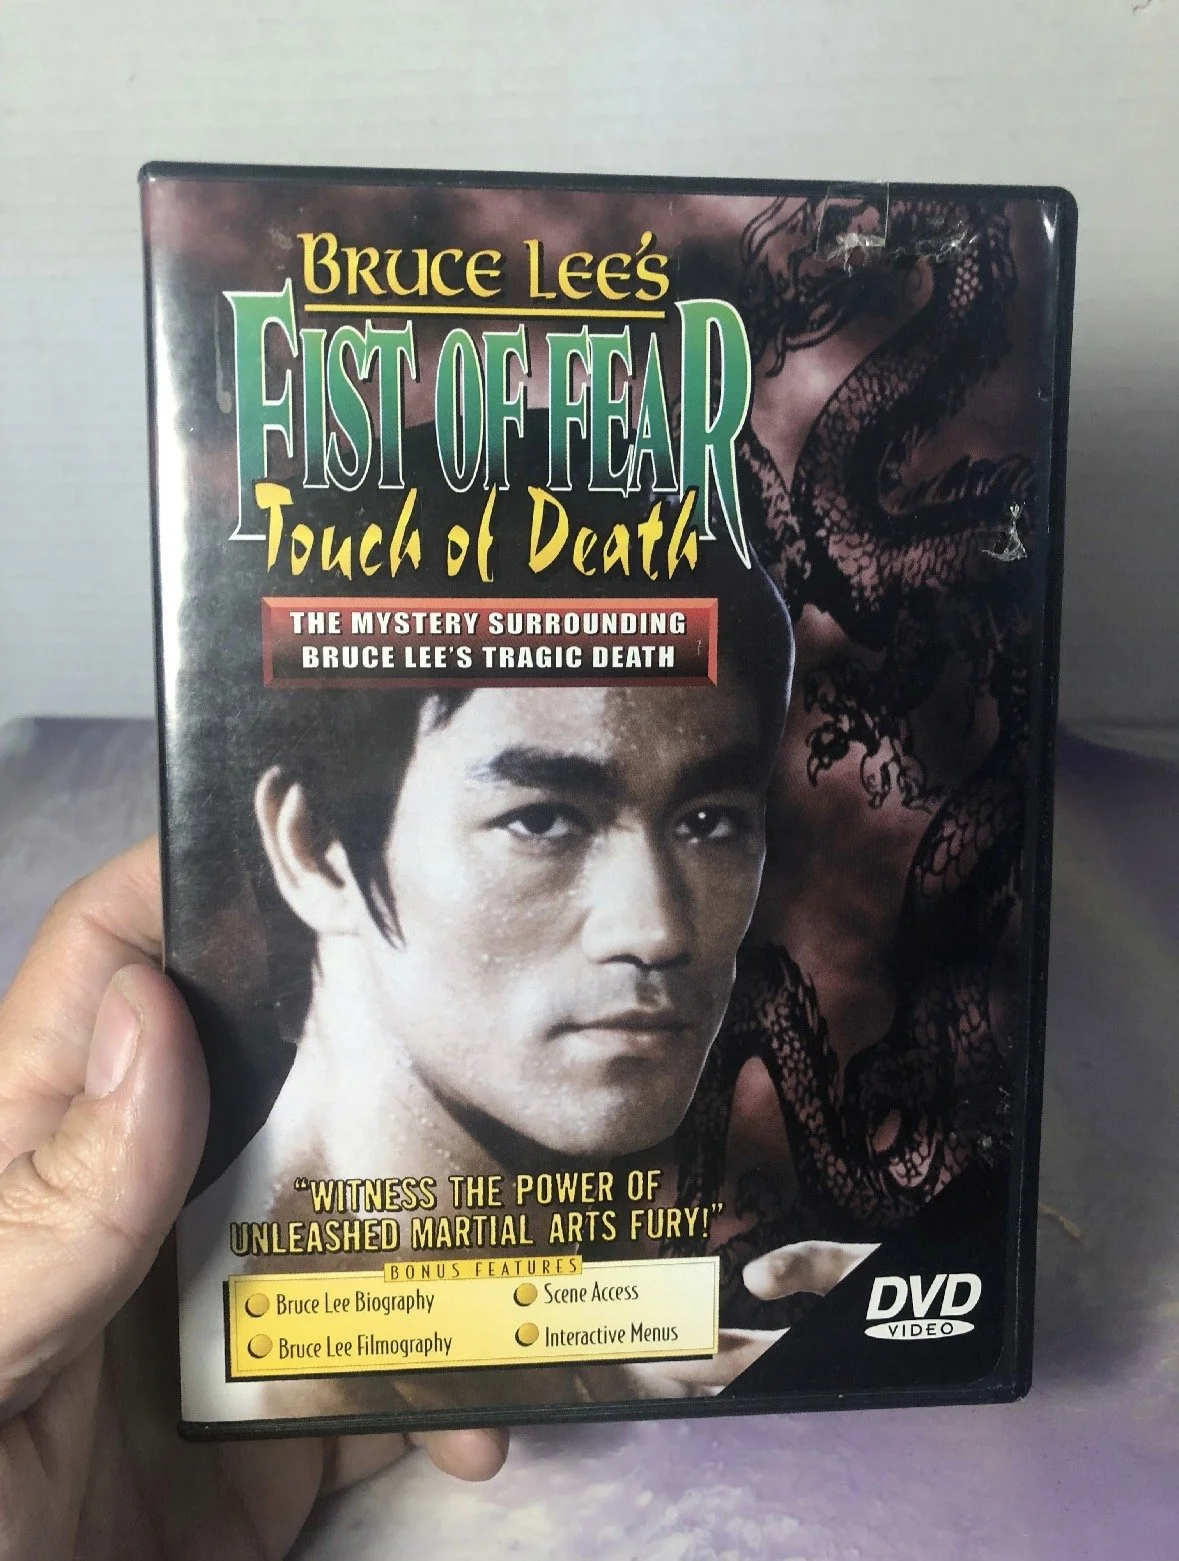 BRUCE LEE'S
FIST OF FEAR
Touch of Death
THE MYSTERY SURROUNDING
BRUCE LEE'S TRAGIC DEATH
"WITNESS THE POWER OF
UNLEASHED MARTIAL ARTS FURY!"
BONUS FEATURES
Bruce Lee Biography
Scene Access
Bruce Lee Filmography
Interactive Menus
DVD
VIDEO